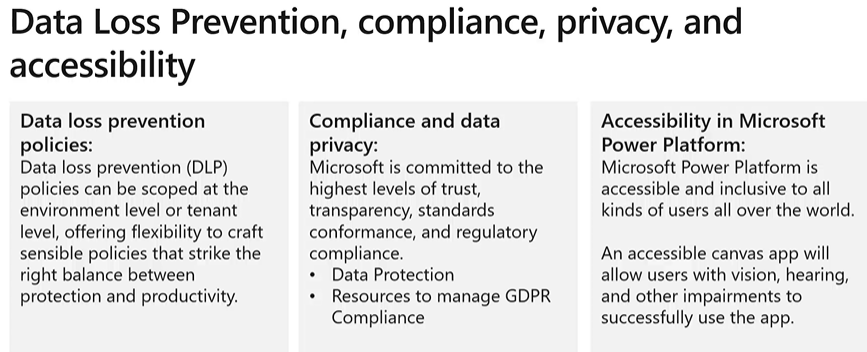 Data Loss Prevention, compliance, privacy, and
accessibility
Data loss prevention
policies:
Data loss prevention (DLP)
policies can be scoped at the
environment level or tenant
level, offering flexibility to craft
sensible policies that strike the
right balance between
protection and productivity.
Compliance and data
privacy:
Microsoft is committed to the
highest levels of trust,
transparency, standards
conformance, and regulatory
compliance.
• Data Protection
• Resources to manage GDPR
Compliance
Accessibility in Microsoft
Power Platform:
Microsoft Power Platform is
accessible and inclusive to all
kinds of users all over the world.
An accessible canvas app will
allow users with vision, hearing,
and other impairments to
successfully use the app.